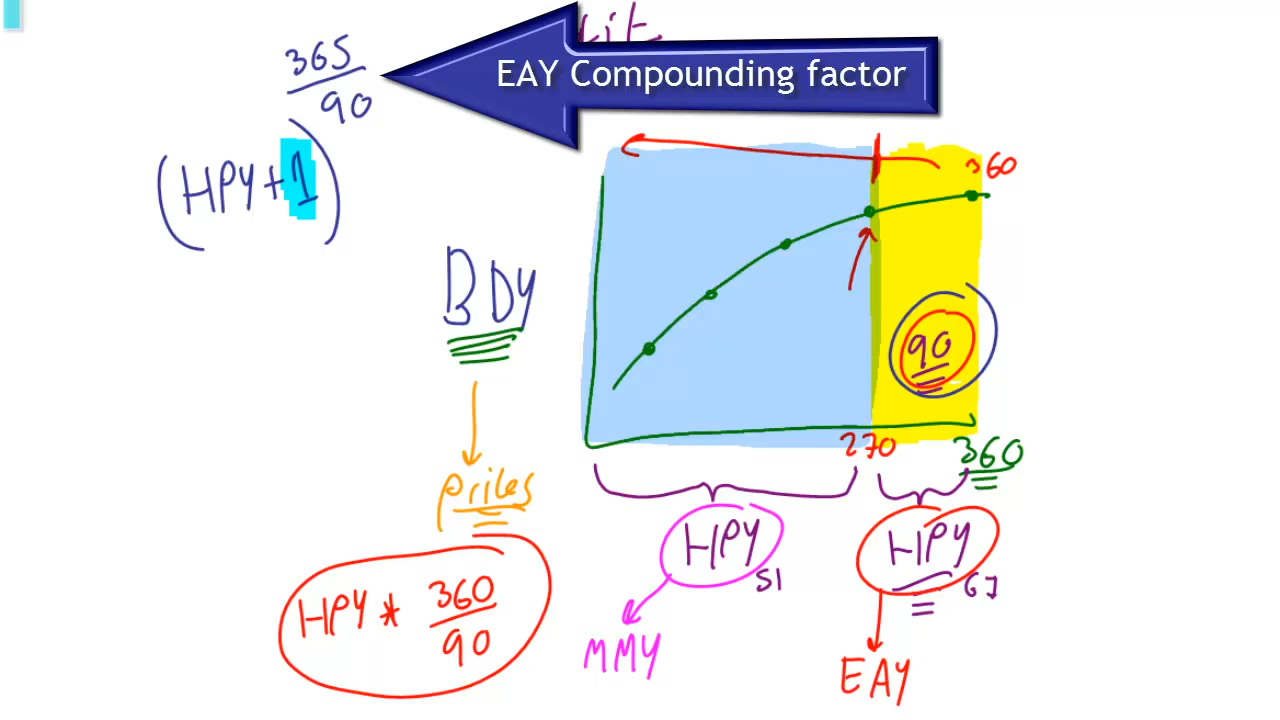 365
90
EAY Compounding factor
(HPY+1)
360
BDY
90
270
360
prices
HPY
HPY
HPY * 360
90
MMY
EAY